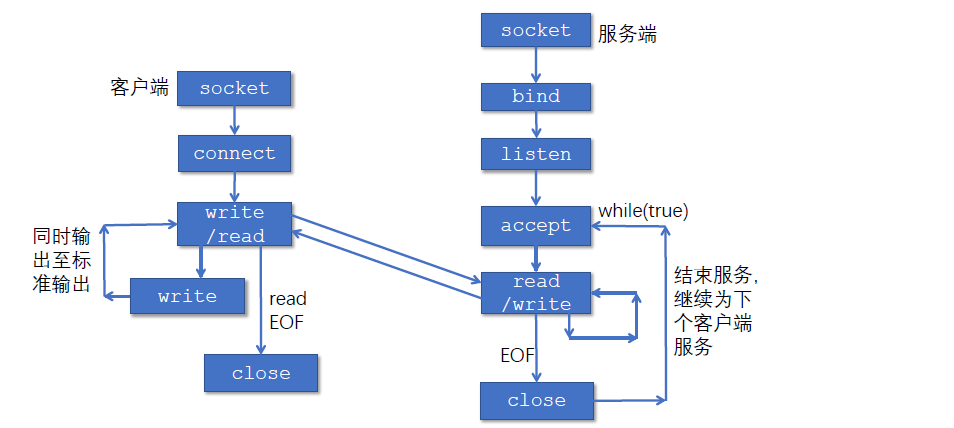 socket
服务端
客户端
socket
bind
connect
listen
write
/read
accept
while(true)
同时输
出至标
准输出
write
read
EOF
read
/write
结束服务,
继续为下
个客户端
服务
EOF
close
close